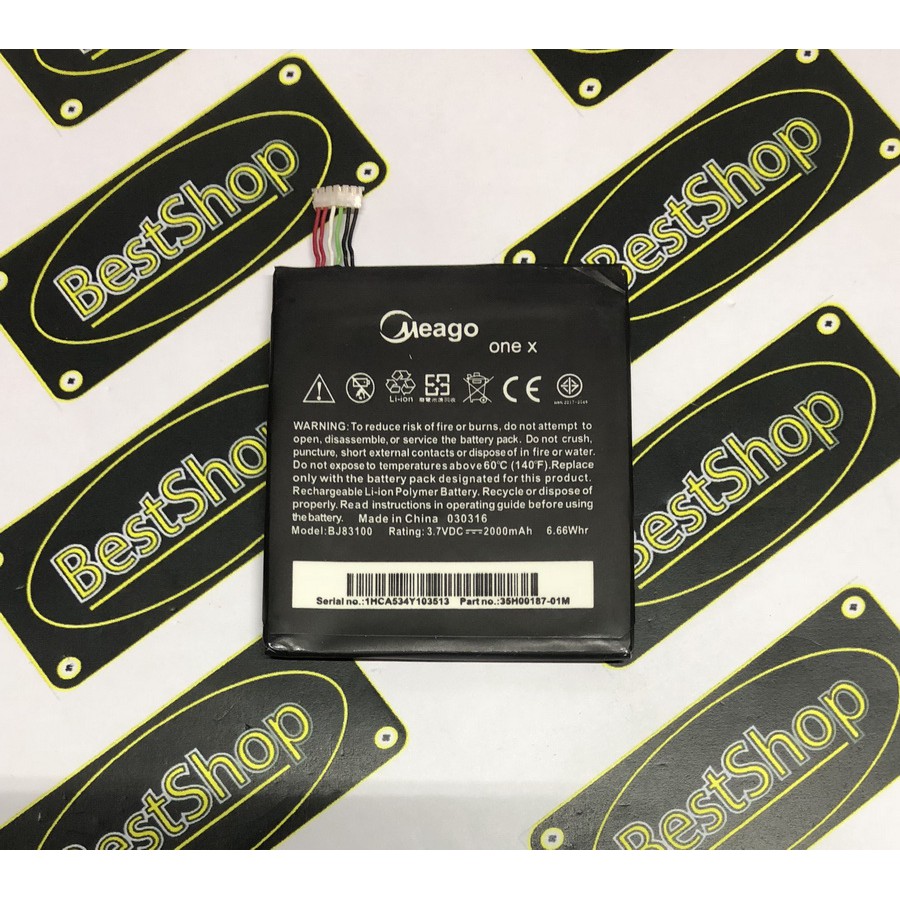 BestShop
BestShop
BestShop
Meago
one x
Li-ion
CE
WARNING: To reduce risk of fire or burns, do not attempt to
open, disassemble, or service the battery pack. Do not crush,
puncture, short external contacts or dispose of in fire or water.
Do not expose to temperatures above 60°C (140°F).Replace
only with the battery pack designated for this product.
Rechargeable Li-ion Polymer Battery. Recycle or dispose of
properly. Read instructions in operating guide before using
the battery. Made in China 030316
Model:BJ83100 Rating: 3.7VDC 2000mAh 6.66Whr
Serial no.:1HCA534Y103513 Part no.:35H00187-01M
BestShop
BestShop
BestShop
BestShop